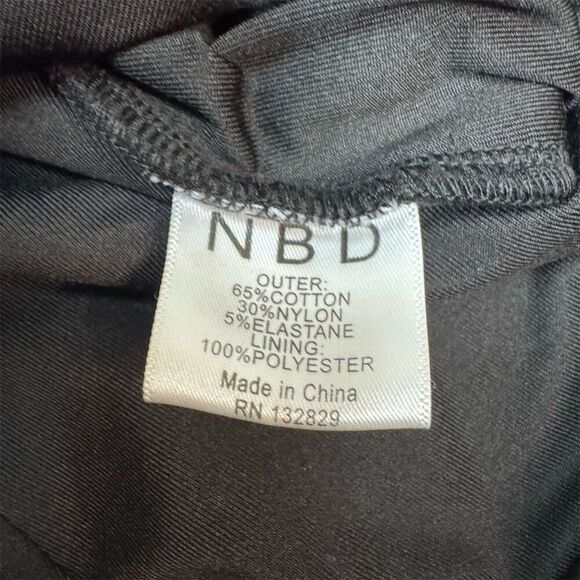 NBD
OUTER:
65%COTTON
30%NYLON
5%ELASTANE
LINING:
100%POLYESTER
Made in China
RN 132829